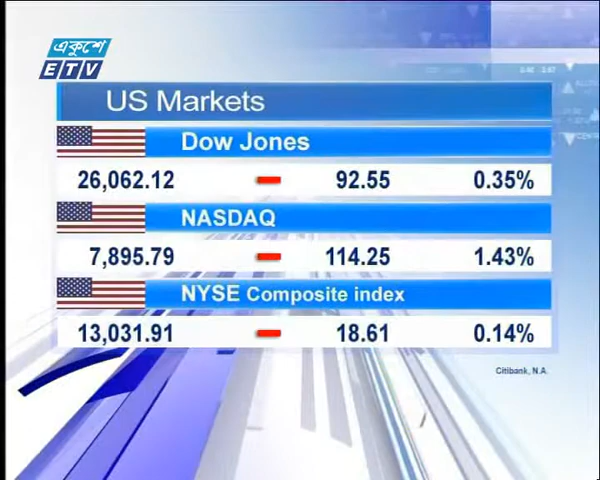 একুশে
ETV
US Markets
Dow Jones
26,062.12 - 92.55 0.35%
NASDAQ
7,895.79 - 114.25 1.43%
NYSE Composite index
13,031.91 - 18.61 0.14%
Citibank, N.A.